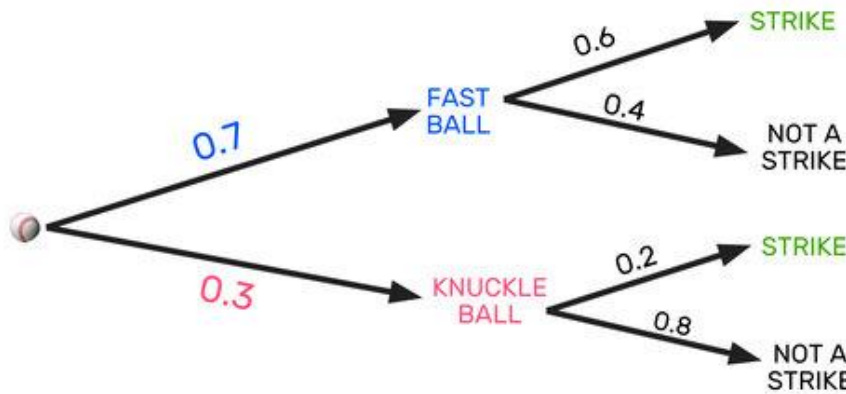 0.7
FAST
BALL
0.6
STRIKE
0.4
NOT A
STRIKE
0.3
KNUCKLE
BALL
0.2
STRIKE
0.8
NOT A
STRIKE